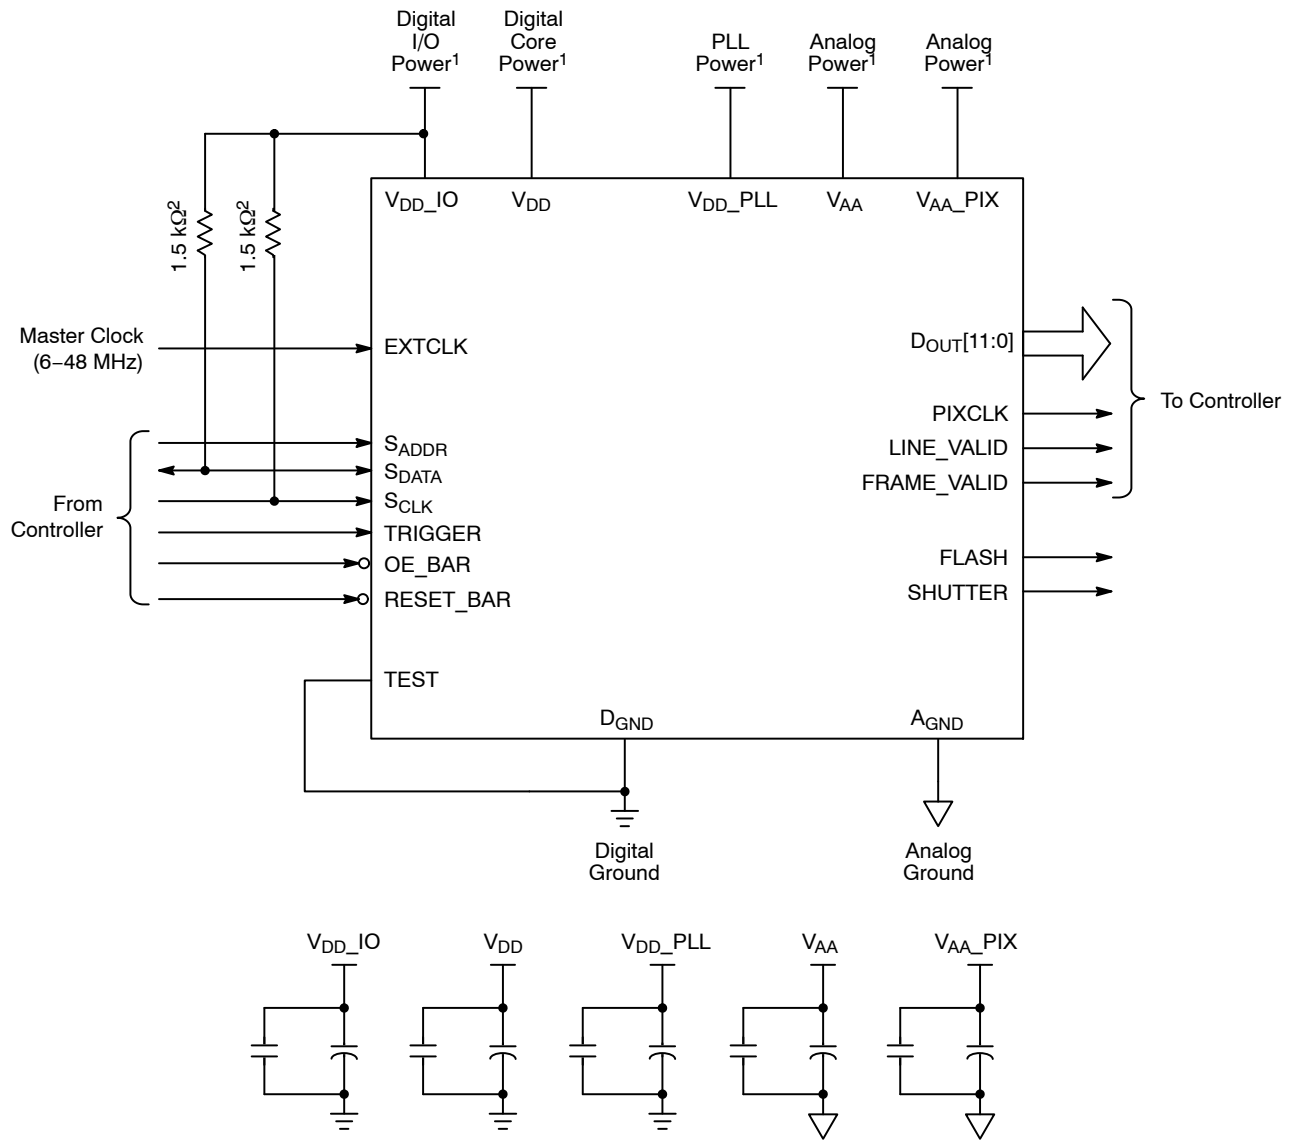 Digital
I/O
Power1
Digital
Core
Power1
PLL
Power1
Analog
Power1
Analog
Power1
VDD_IO
VDD
VDD_PLL
VAA
VAA_PIX
1.5 kΩ2
1.5 kΩ2
Master Clock
(6–48 MHz)
EXTCLK
From
Controller
SADDR
SDATA
SCLK
TRIGGER
OE_BAR
RESET_BAR
TEST
DOUT[11:0]
PIXCLK
LINE_VALID
FRAME_VALID
To Controller
FLASH
SHUTTER
DGND
AGND
Digital
Ground
Analog
Ground
VDD_IO
VDD
VDD_PLL
VAA
VAA_PIX